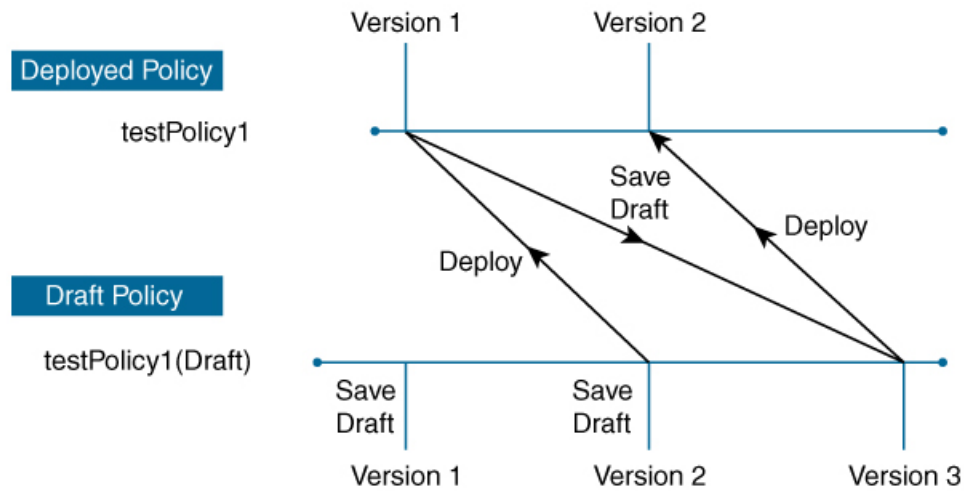 Version 1
Version 2
Deployed Policy
testPolicy1
Save
Draft
Deploy
Deploy
Draft Policy
testPolicy1(Draft)
Save
Draft
Save
Draft
Version 1
Version 2
Version 3